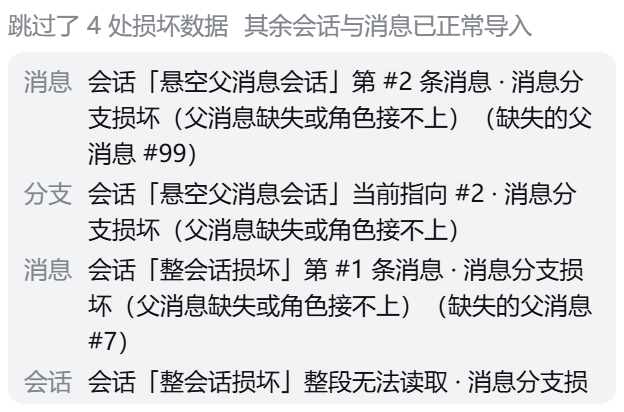 跳过了 4 处损坏数据 其余会话与消息已正常导入
消息 会话「悬空父消息会话」第 #2 条消息 · 消息分
支损坏（父消息缺失或角色接不上）（缺失的父
消息 #99）
分支 会话「悬空父消息会话」当前指向 #2 · 消息分
支损坏（父消息缺失或角色接不上）
消息 会话「整会话损坏」第 #1 条消息 · 消息分支损
坏（父消息缺失或角色接不上）（缺失的父消息
#7）
会话 会话「整会话损坏」整段无法读取 · 消息分支损